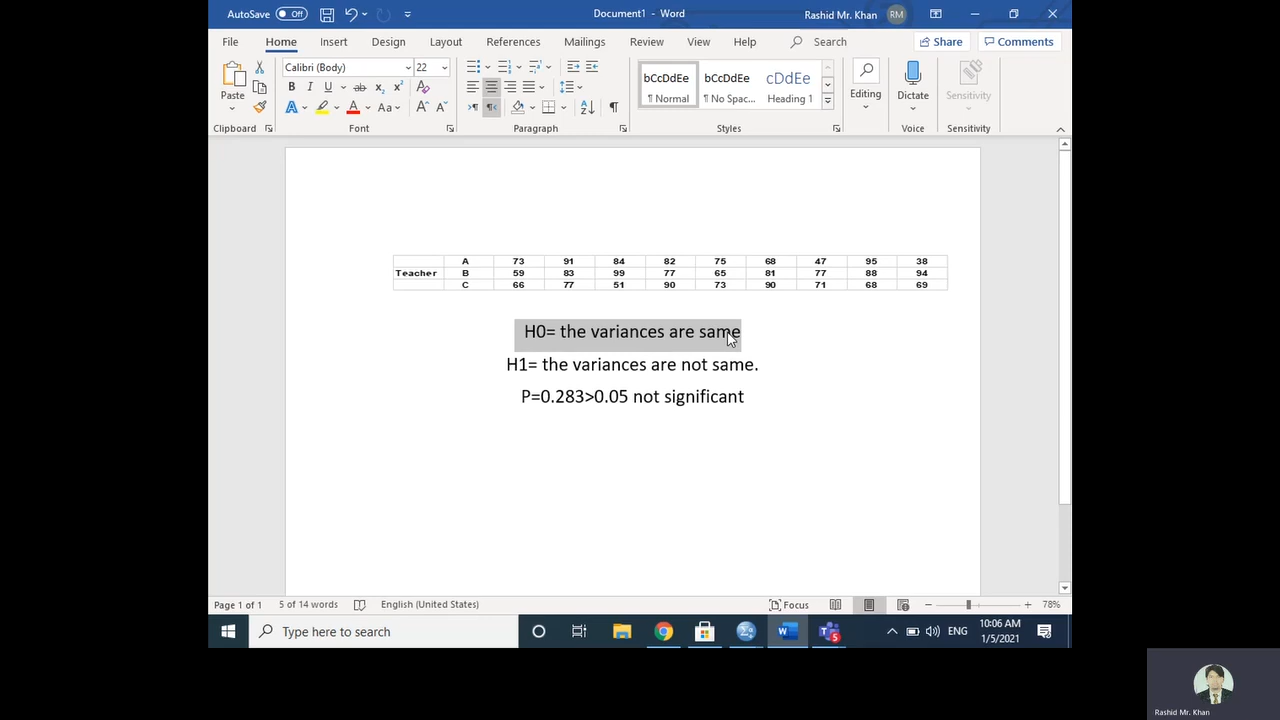 AutoSave Off Document1 - Word Rashid Mr. Khan RM
File Home Insert Design Layout References Mailings Review View Help Search Share Comments
Calibri (Body) 22 bCcDdEe bCcDdEe cDdEe
Paste B I U ab x₂ x² ¶ Normal ¶ No Spac... Heading 1 Editing Dictate Sensitivity
A A Aa A A
Clipboard Font Paragraph Styles Voice Sensitivity
A 73 91 84 82 75 68 47 95 38
Teacher B 59 83 99 77 65 81 77 88 94
C 66 77 51 90 73 90 71 68 69
H0= the variances are same
H1= the variances are not same.
P=0.283>0.05 not significant
Page 1 of 1 5 of 14 words English (United States) Focus 78%
Type here to search ENG 10:06 AM
1/5/2021
Rashid Mr. Khan